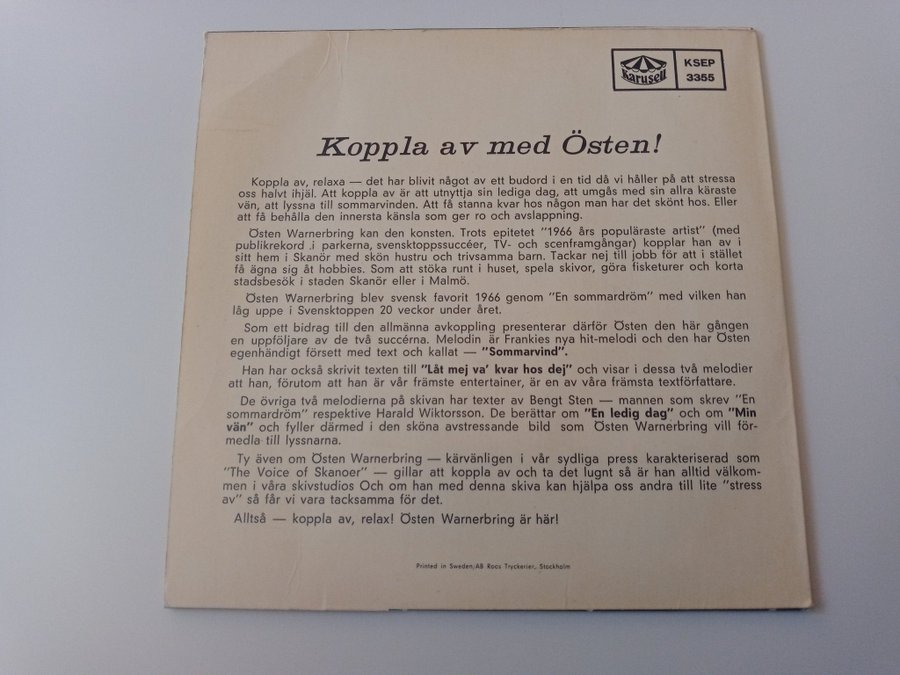 Karusell
KSEP
3355
Koppla av med Östen!
Koppla av, relaxa — det har blivit något av ett budord i en tid då vi håller på att stressa
oss halvt ihjäl. Att koppla av är att utnyttja sin lediga dag, att umgås med sin allra käraste
vän, att lyssna till sommarvinden. Att få stanna kvar hos någon man har det skönt hos. Eller
att få behålla den innersta känsla som ger ro och avslappning.
Östen Warnerbring kan den konsten. Trots epitetet "1966 års populäraste artist" (med
publikrekord .i parkerna, svensktoppssuccéer, TV- och scenframgångar) kopplar han av i
sitt hem i Skanör med skön hustru och trivsamma barn. Tackar nej till jobb för att i stället
få ägna sig åt hobbies. Som att stöka runt i huset, spela skivor, göra fisketurer och korta
stadsbesök i staden Skanör eller i Malmö.
Östen Warnerbring blev svensk favorit 1966 genom "En sommardröm" med vilken han
låg uppe i Svensktoppen 20 veckor under året.
Som ett bidrag till den allmänna avkoppling presenterar därför Östen den här gången
en uppföljare av de två succérna. Melodin är Frankies nya hit-melodi och den har Östen
egenhändigt försett med text och kallat — "Sommarvind".
Han har också skrivit texten till "Låt mej va' kvar hos dej" och visar i dessa två melodier
att han, förutom att han är vår främste entertainer, är en av våra främsta textförfattare.
De övriga två melodierna på skivan har texter av Bengt Sten — mannen som skrev "En
sommardröm" respektive Harald Wiktorsson. De berättar om "En ledig dag" och om "Min
vän" och fyller därmed i den sköna avstressande bild som Östen Warnerbring vill för-
medla till lyssnarna.
Ty även om Östen Warnerbring — kärvänligen i vår sydliga press karakteriserad som
"The Voice of Skanoer" — gillar att koppla av och ta det lugnt så är han alltid välkom-
men i våra skivstudios Och om han med denna skiva kan hjälpa oss andra till lite "stress
av" så får vi vara tacksamma för det.
Alltså — koppla av, relax! Östen Warnerbring är här!
Printed in Sweden/AB Roos Tryckerier, Stockholm